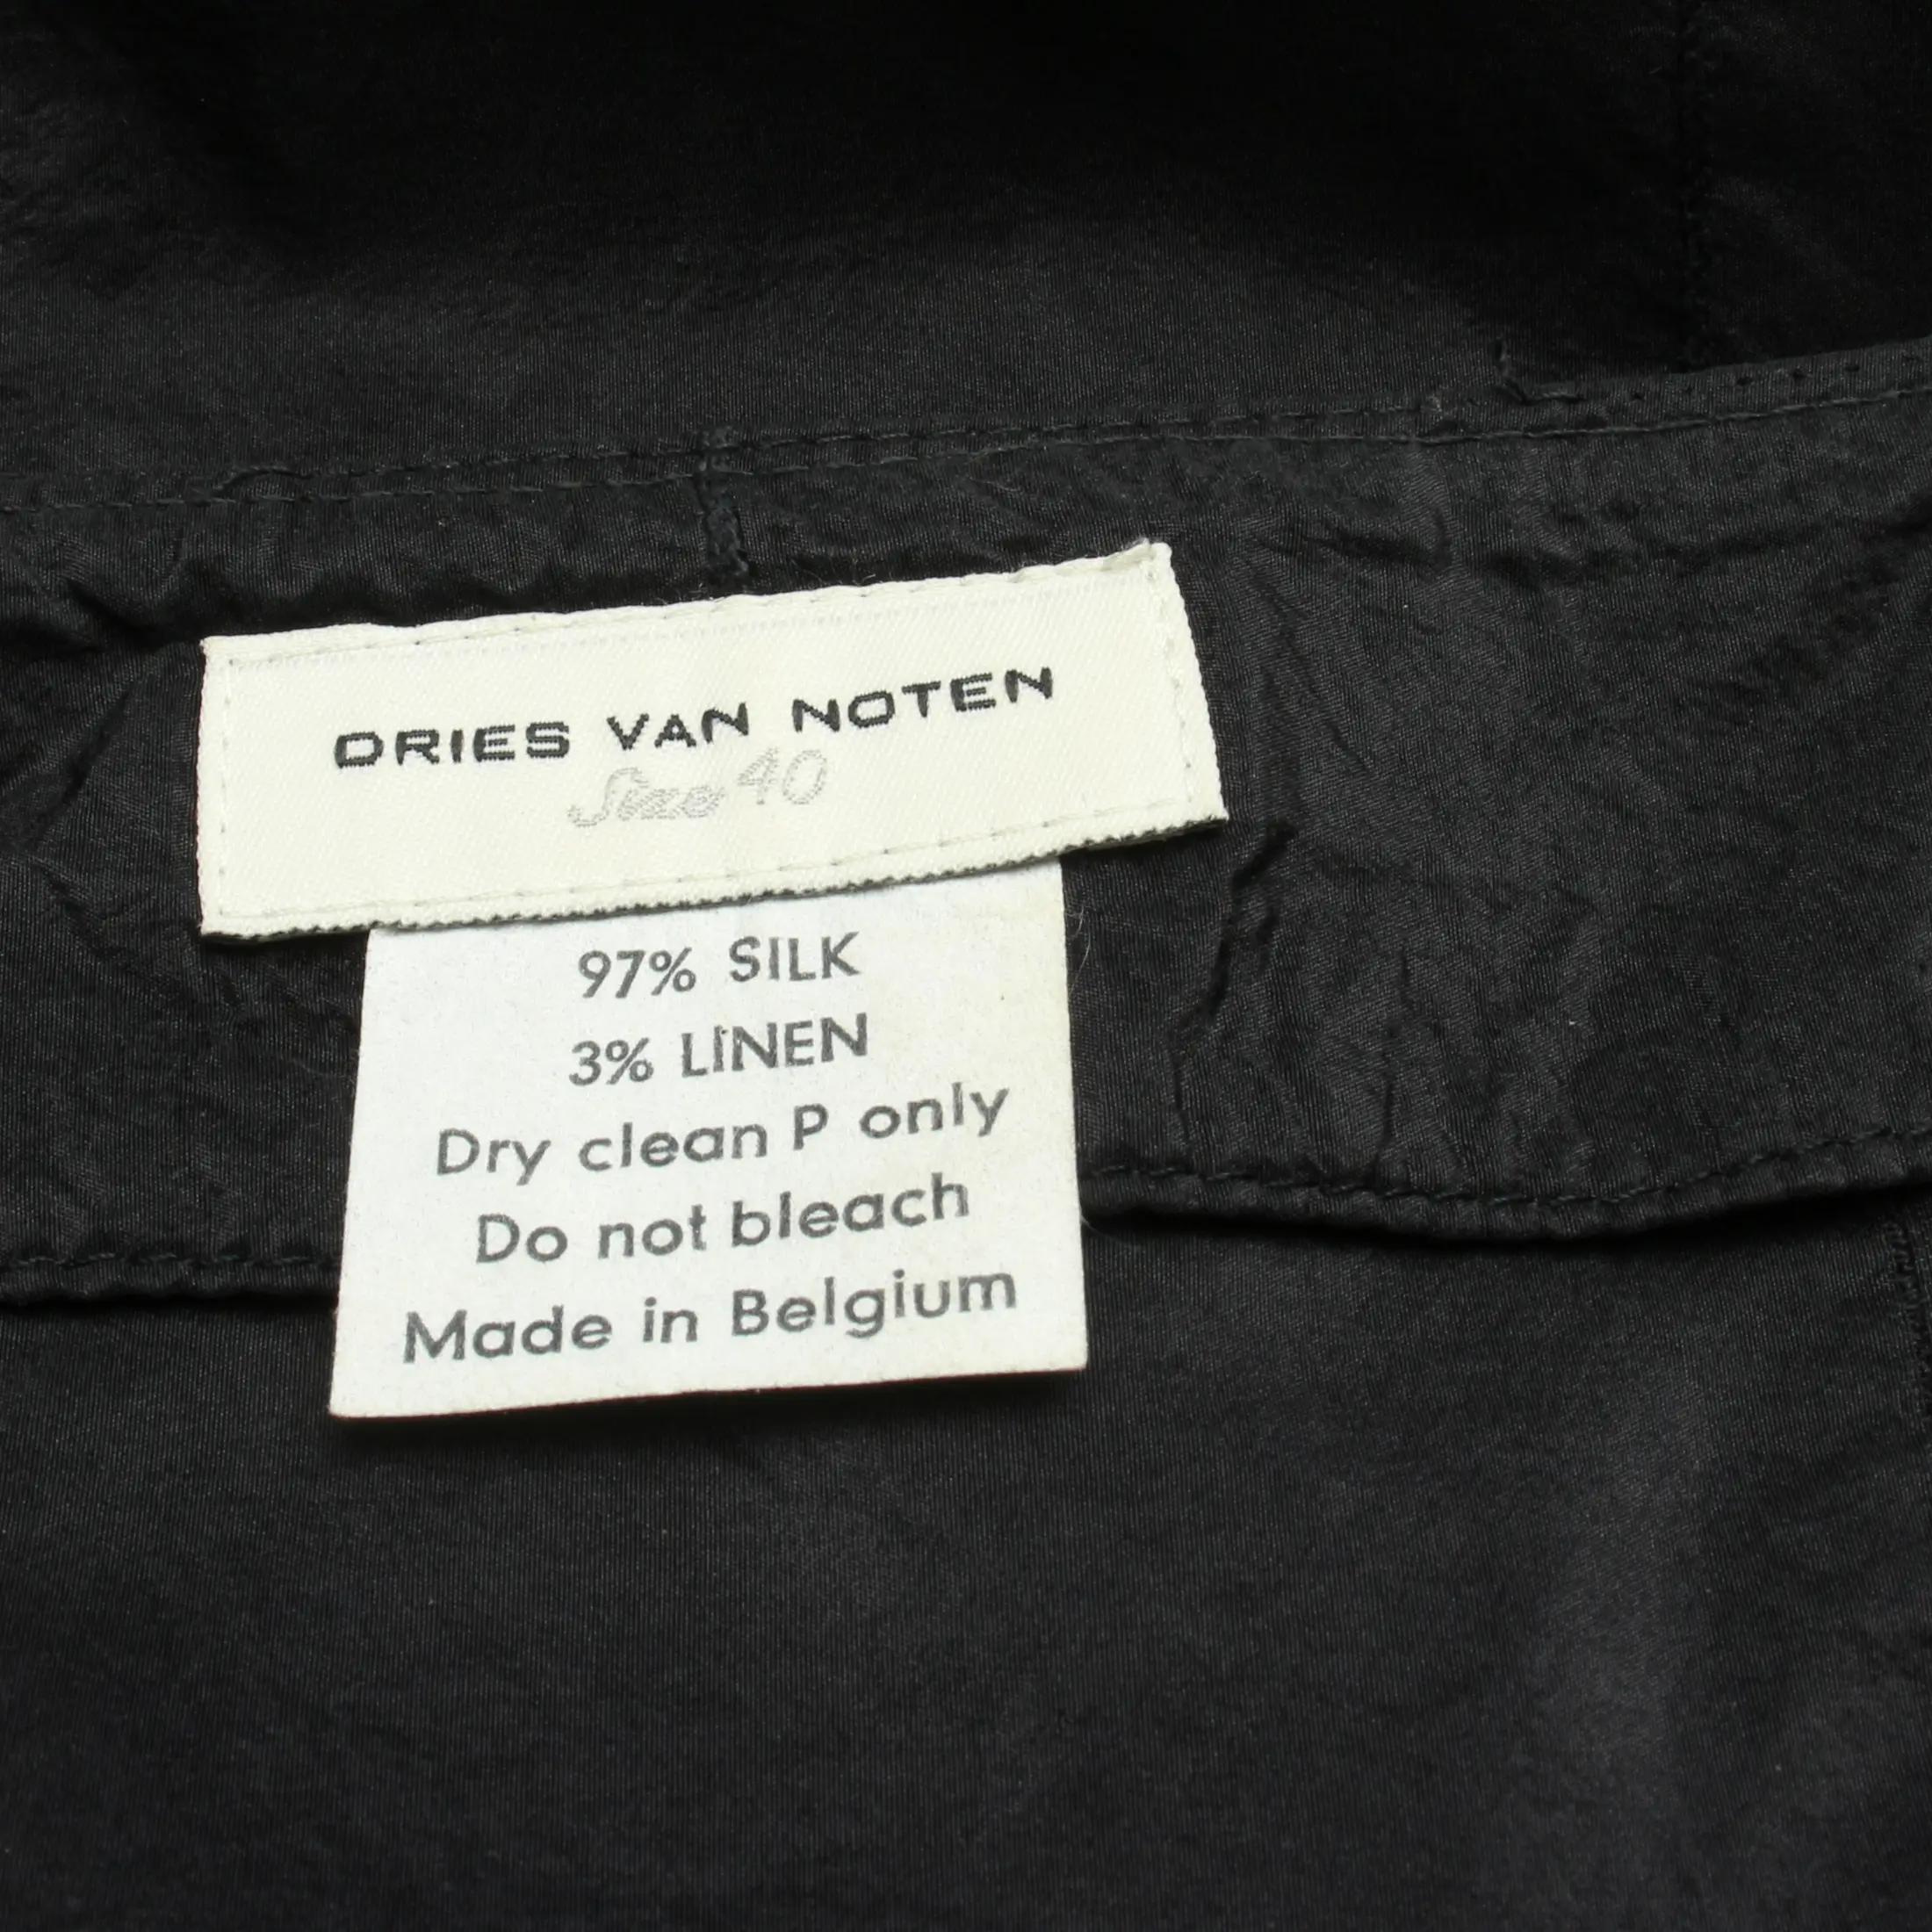 DRIES VAN NOTEN
Size 40
97% SILK
3% LINEN
Dry clean P only
Do not bleach
Made in Belgium